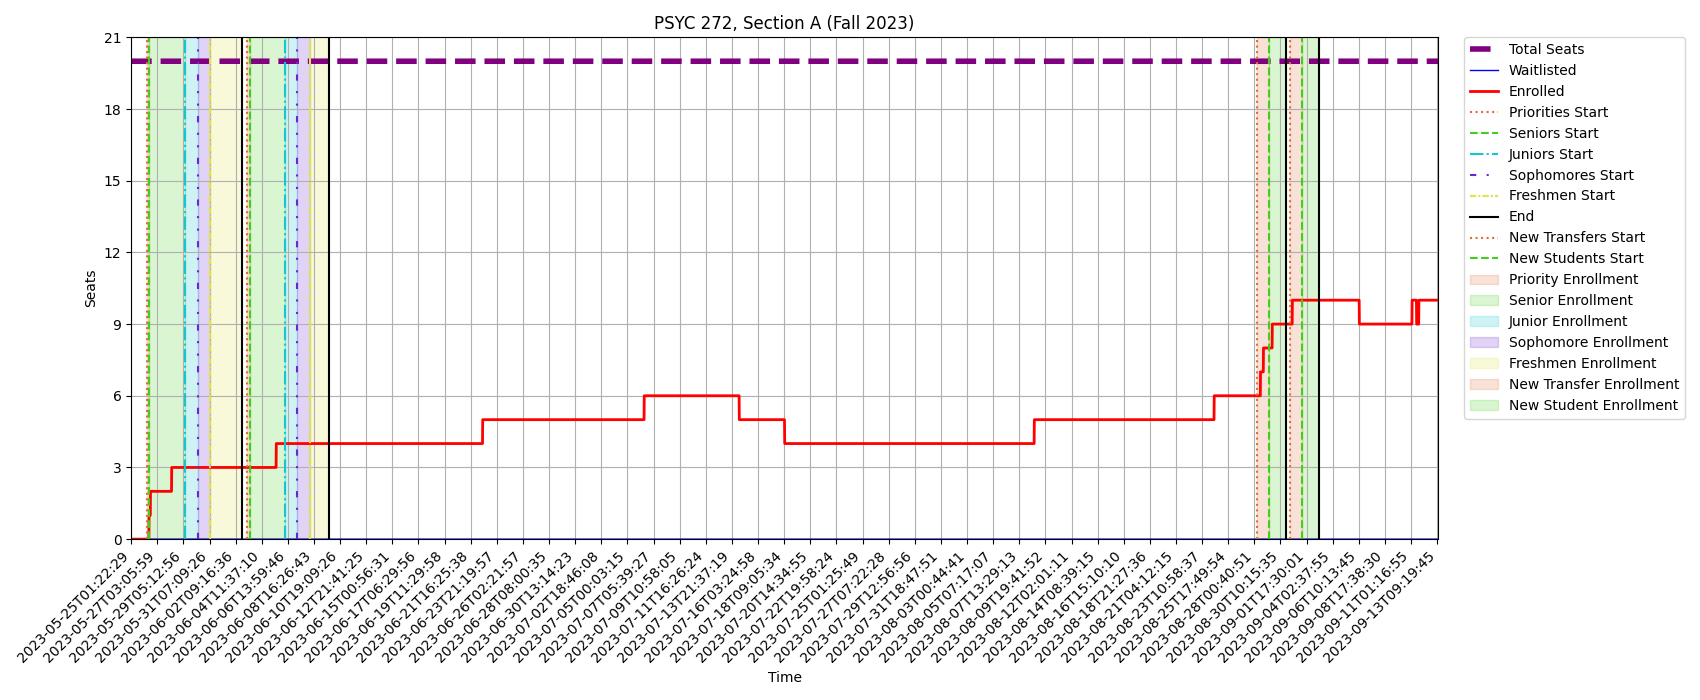 PSYC 272, Section A (Fall 2023)
21
18
15
12
9
6
3
0
Seats
2023-05-25T01:22:29
2023-05-27T03:05:59
2023-05-29T05:12:56
2023-05-31T07:09:26
2023-06-02T09:16:36
2023-06-04T11:37:10
2023-06-06T13:59:46
2023-06-08T16:26:43
2023-06-10T19:09:26
2023-06-12T21:41:25
2023-06-15T00:56:31
2023-06-17T06:29:56
2023-06-19T11:29:58
2023-06-21T16:25:38
2023-06-23T21:19:57
2023-06-26T02:21:57
2023-06-28T08:00:35
2023-06-30T13:14:23
2023-07-02T18:46:08
2023-07-05T00:03:15
2023-07-07T05:39:27
2023-07-09T10:58:05
2023-07-11T16:26:24
2023-07-13T21:37:19
2023-07-16T03:24:58
2023-07-18T09:05:34
2023-07-20T14:34:55
2023-07-22T19:58:24
2023-07-25T01:25:49
2023-07-27T07:22:28
2023-07-29T12:56:56
2023-07-31T18:47:51
2023-08-03T00:44:41
2023-08-05T07:17:07
2023-08-07T13:29:13
2023-08-09T19:41:52
2023-08-12T02:01:11
2023-08-14T08:39:15
2023-08-16T15:10:10
2023-08-18T21:27:36
2023-08-21T04:12:15
2023-08-23T10:58:37
2023-08-25T17:49:54
2023-08-28T00:40:51
2023-08-30T10:15:35
2023-09-01T17:30:01
2023-09-04T02:37:55
2023-09-06T10:13:45
2023-09-08T17:38:30
2023-09-11T01:16:55
2023-09-13T09:19:45
Time
Total Seats
Waitlisted
Enrolled
Priorities Start
Seniors Start
Juniors Start
Sophomores Start
Freshmen Start
End
New Transfers Start
New Students Start
Priority Enrollment
Senior Enrollment
Junior Enrollment
Sophomore Enrollment
Freshmen Enrollment
New Transfer Enrollment
New Student Enrollment